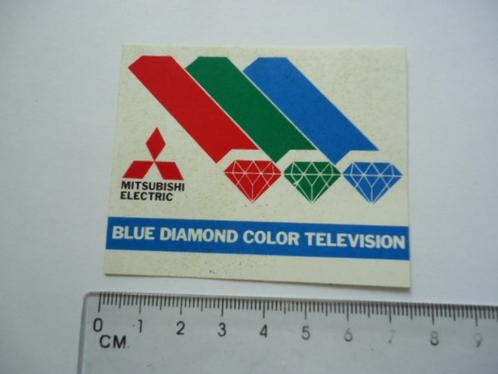 MITSUBISHI
ELECTRIC
BLUE DIAMOND COLOR TELEVISION
0 1 2 3 4 5 6 7 8 9
CM